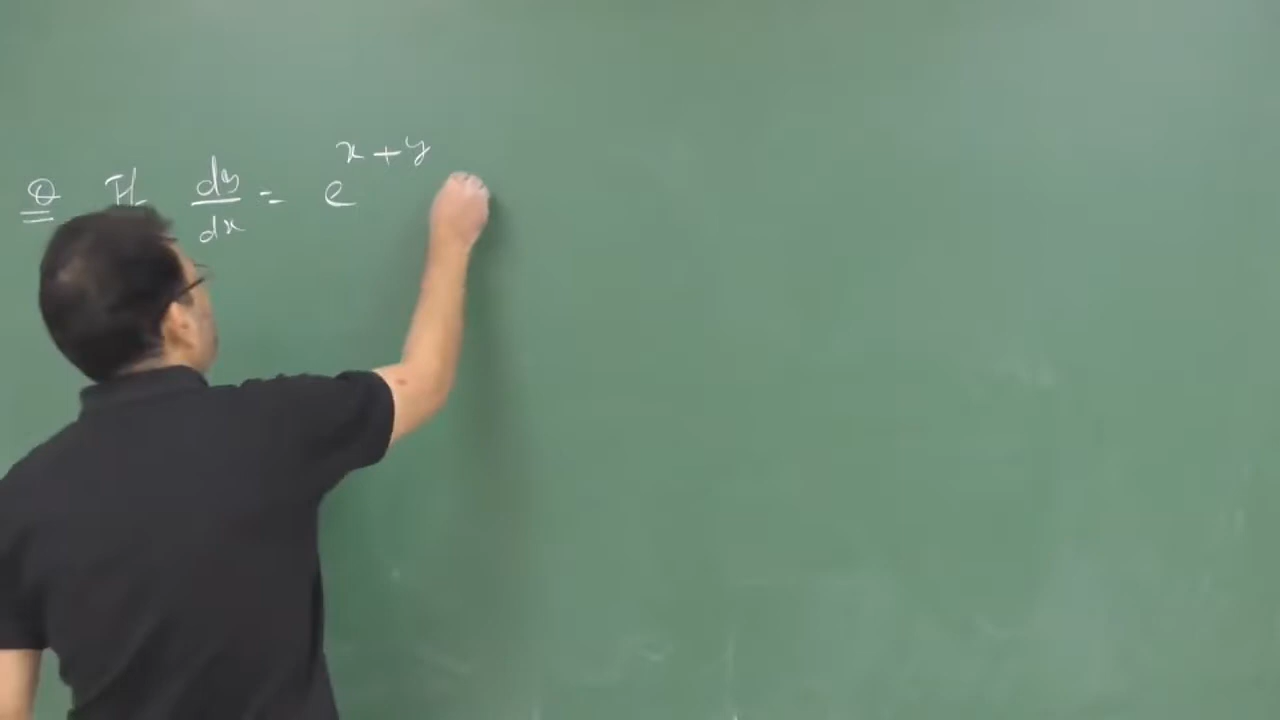 Q If dy/dx = e^{x+y}